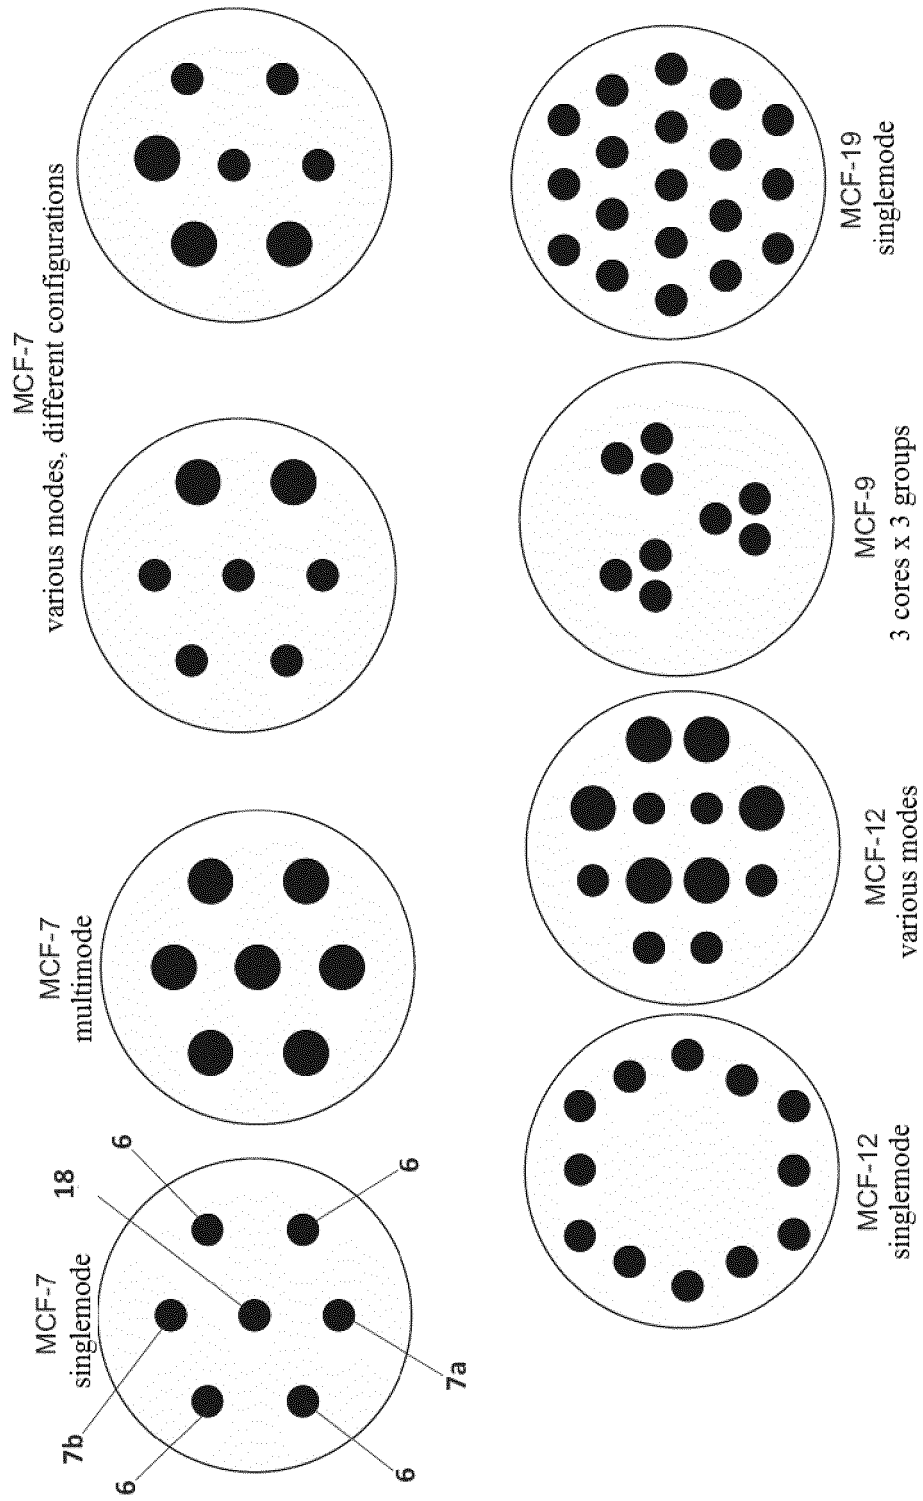 MCF-7
singlemode
MCF-7
multimode
MCF-7
various modes, different configurations
7b
18
6
6
6
6
7a
MCF-12
singlemode
MCF-12
various modes
MCF-9
3 cores x 3 groups
MCF-19
singlemode